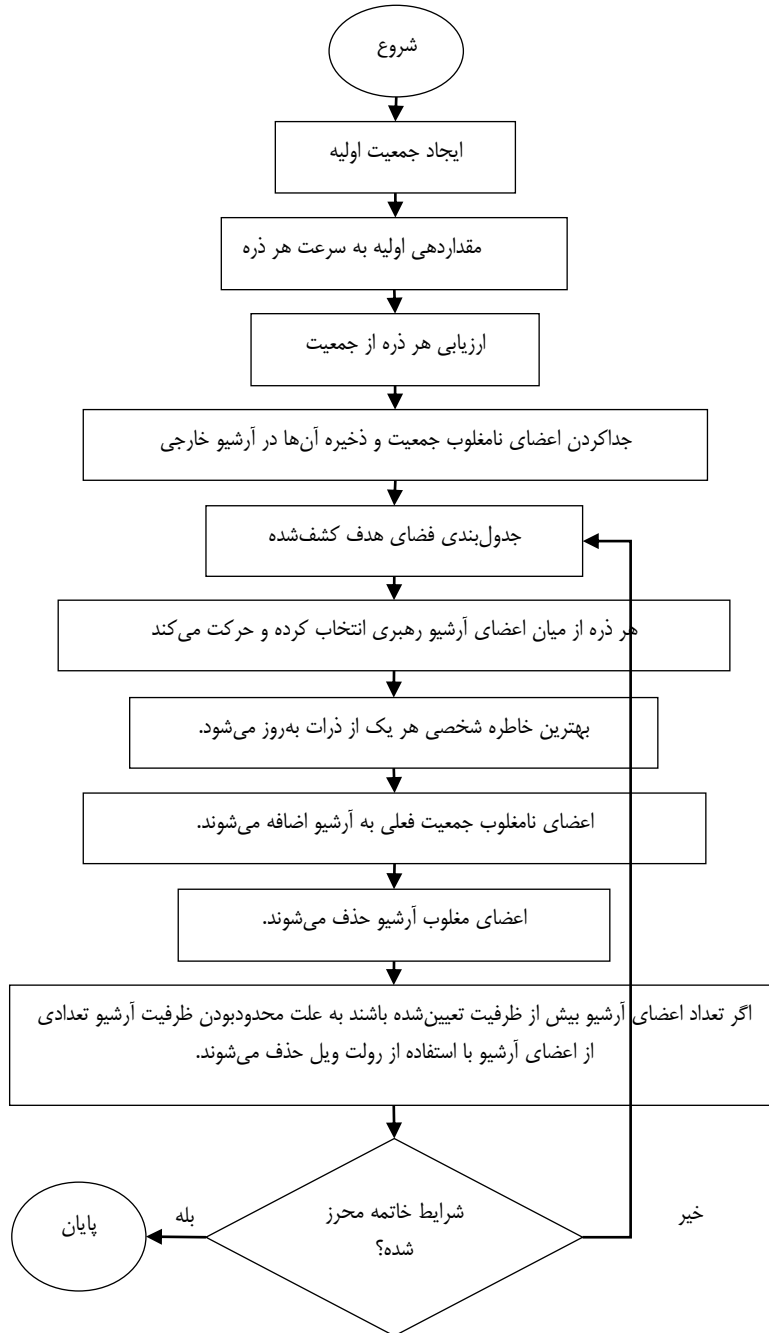 شروع
ایجاد جمعیت اولیه
مقداردهی اولیه به سرعت هر ذره
ارزیابی هر ذره از جمعیت
جداکردن اعضای نامغلوب جمعیت و ذخیره آن‌ها در آرشیو خارجی
جدول‌بندی فضای هدف کشف‌شده
هر ذره از میان اعضای آرشیو رهبری انتخاب کرده و حرکت می‌کند
بهترین خاطره شخصی هر یک از ذرات به‌روز می‌شود.
اعضای نامغلوب جمعیت فعلی به آرشیو اضافه می‌شوند.
اعضای مغلوب آرشیو حذف می‌شوند.
اگر تعداد اعضای آرشیو بیش از ظرفیت تعیین‌شده باشند به علت محدودبودن ظرفیت آرشیو تعدادی
از اعضای آرشیو با استفاده از رولت ویل حذف می‌شوند.
شرایط خاتمه محرز
شده؟
خیر
بله
پایان